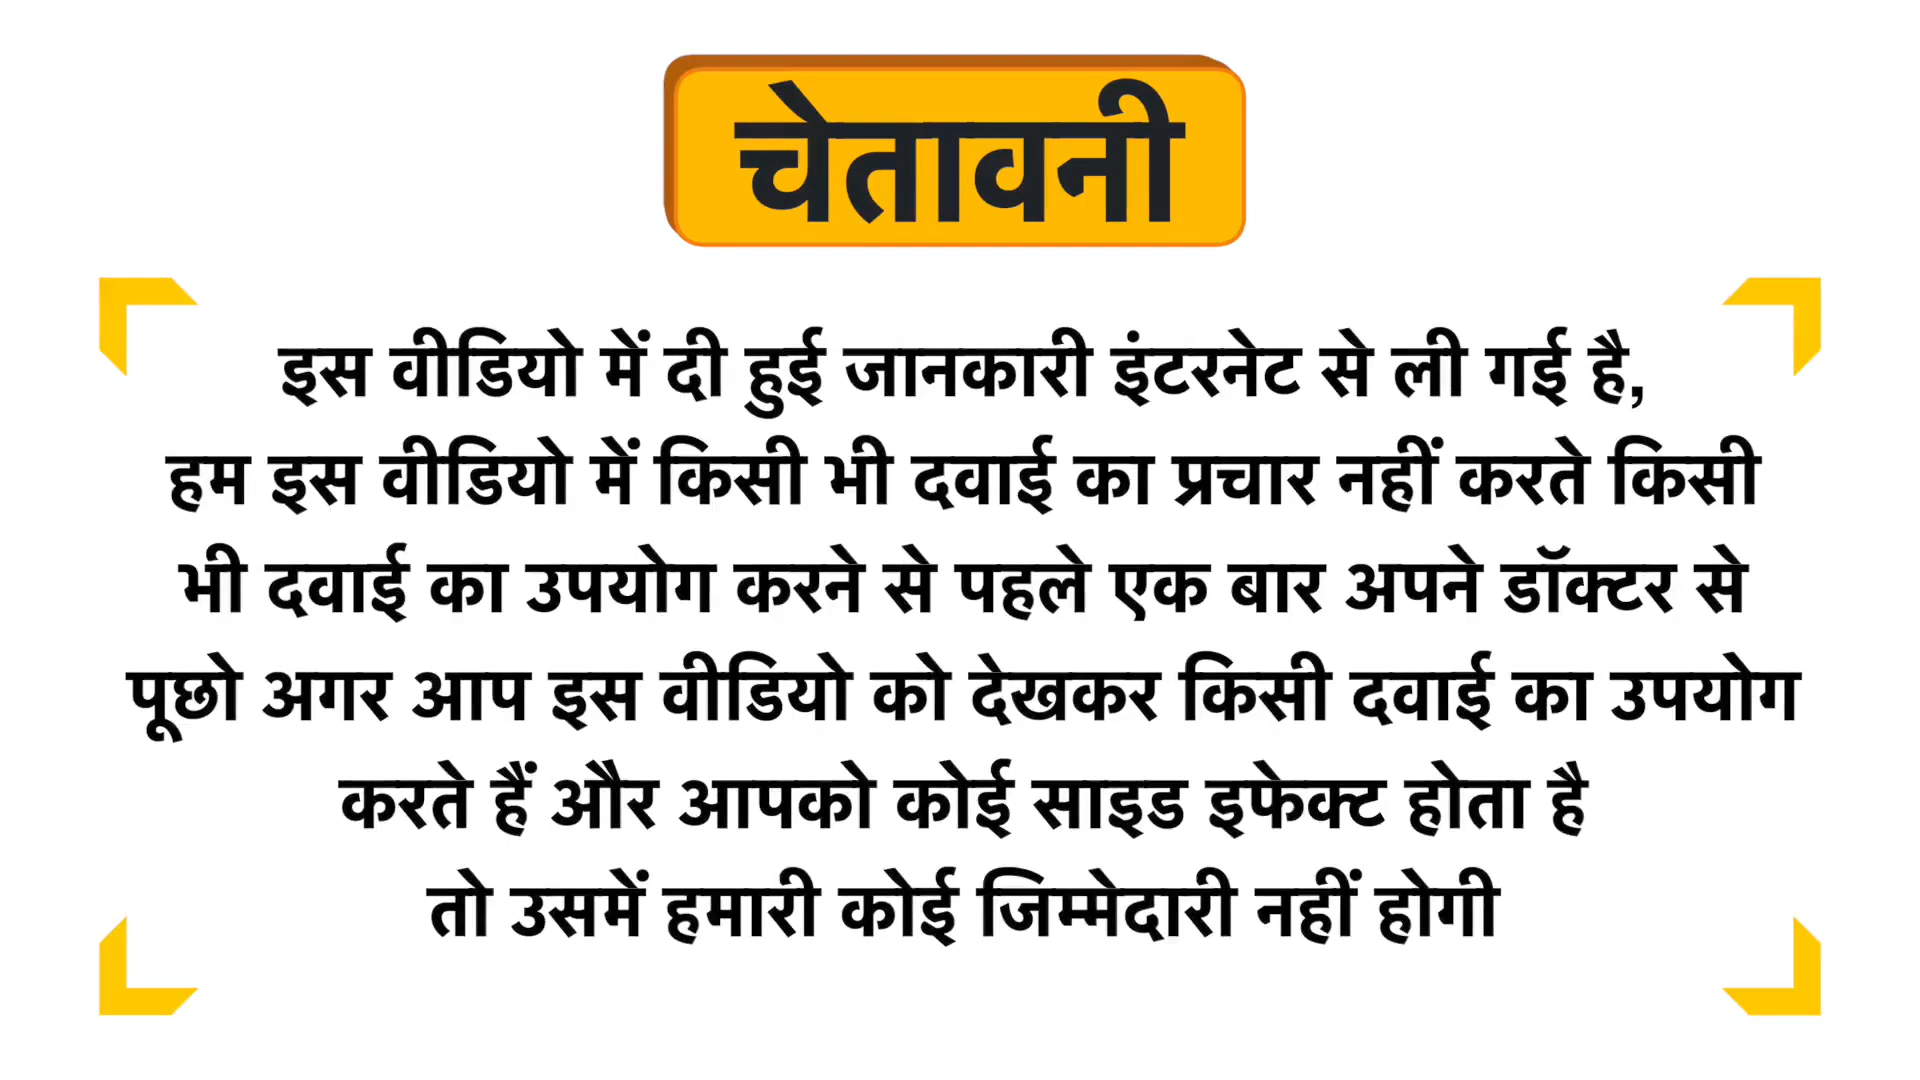 चेतावनी
इस वीडियो में दी हुई जानकारी इंटरनेट से ली गई है,
हम इस वीडियो में किसी भी दवाई का प्रचार नहीं करते किसी
भी दवाई का उपयोग करने से पहले एक बार अपने डॉक्टर से
पूछो अगर आप इस वीडियो को देखकर किसी दवाई का उपयोग
करते हैं और आपको कोई साइड इफेक्ट होता है
तो उसमें हमारी कोई जिम्मेदारी नहीं होगी